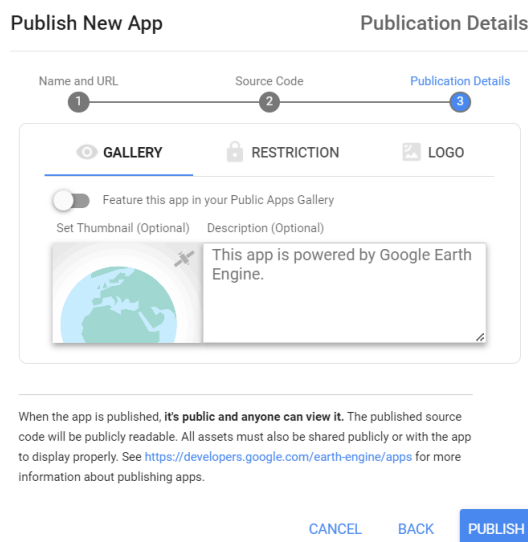 Publish New App
Publication Details
Name and URL
Source Code
Publication Details
1
2
3
GALLERY
RESTRICTION
LOGO
Feature this app in your Public Apps Gallery
Set Thumbnail (Optional)
Description (Optional)
This app is powered by Google Earth
Engine.
When the app is published, it's public and anyone can view it. The published source
code will be publicly readable. All assets must also be shared publicly or with the app
to display properly. See https://developers.google.com/earth-engine/apps for more
information about publishing apps.
CANCEL
BACK
PUBLISH